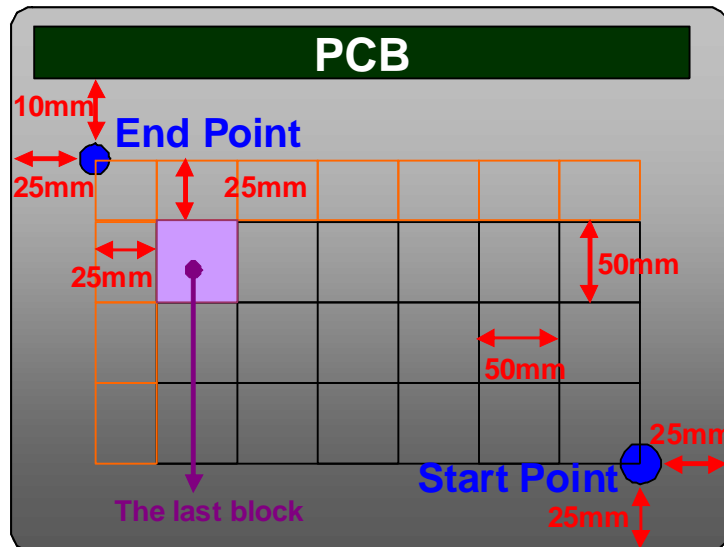 PCB
10mm
End Point
25mm
25mm
25mm
50mm
50mm
25mm
Start Point
25mm
The last block